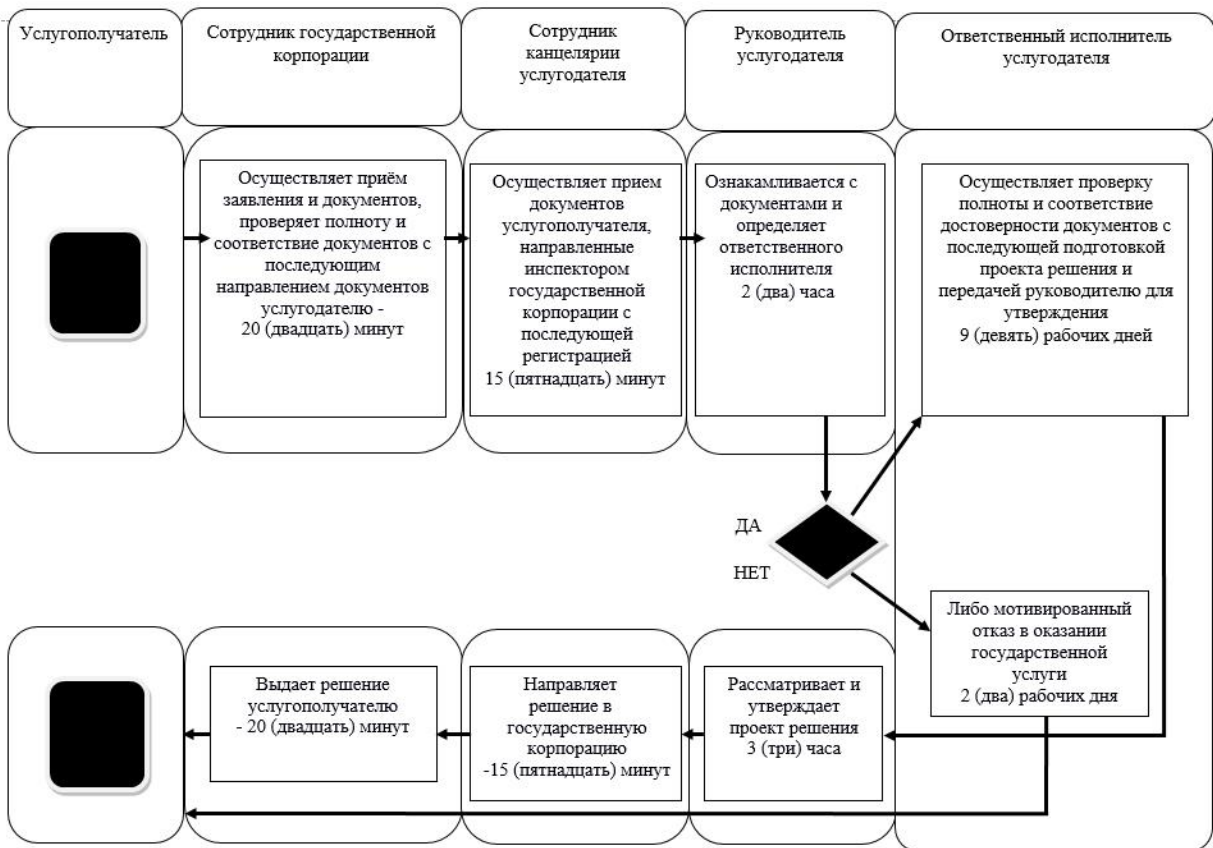 Услугополучатель
Сотрудник государственной
корпорации
Сотрудник
канцелярии
услугодателя
Руководитель
услугодателя
Ответственный исполнитель
услугодателя
Осуществляет приём
заявления и документов,
проверяет полноту и
соответствие документов с
последующим
направлением документов
услугодателю -
20 (двадцать) минут
Осуществляет прием
документов
услугополучателя,
направленные
инспектором
государственной
корпорации с
последующей
регистрацией
15 (пятнадцать) минут
Ознакамливается с
документами и
определяет
ответственного
исполнителя
2 (два) часа
Осуществляет проверку
полноты и соответствие
достоверности документов с
последующей подготовкой
проекта решения и
передачей руководителю для
утверждения
9 (девять) рабочих дней
ДА
НЕТ
Либо мотивированный
отказ в оказании
государственной
услуги
2 (два) рабочих дня
Выдает решение
услугополучателю
- 20 (двадцать) минут
Направляет
решение в
государственную
корпорацию
-15 (пятнадцать) минут
Рассматривает и
утверждает
проект решения
3 (три) часа